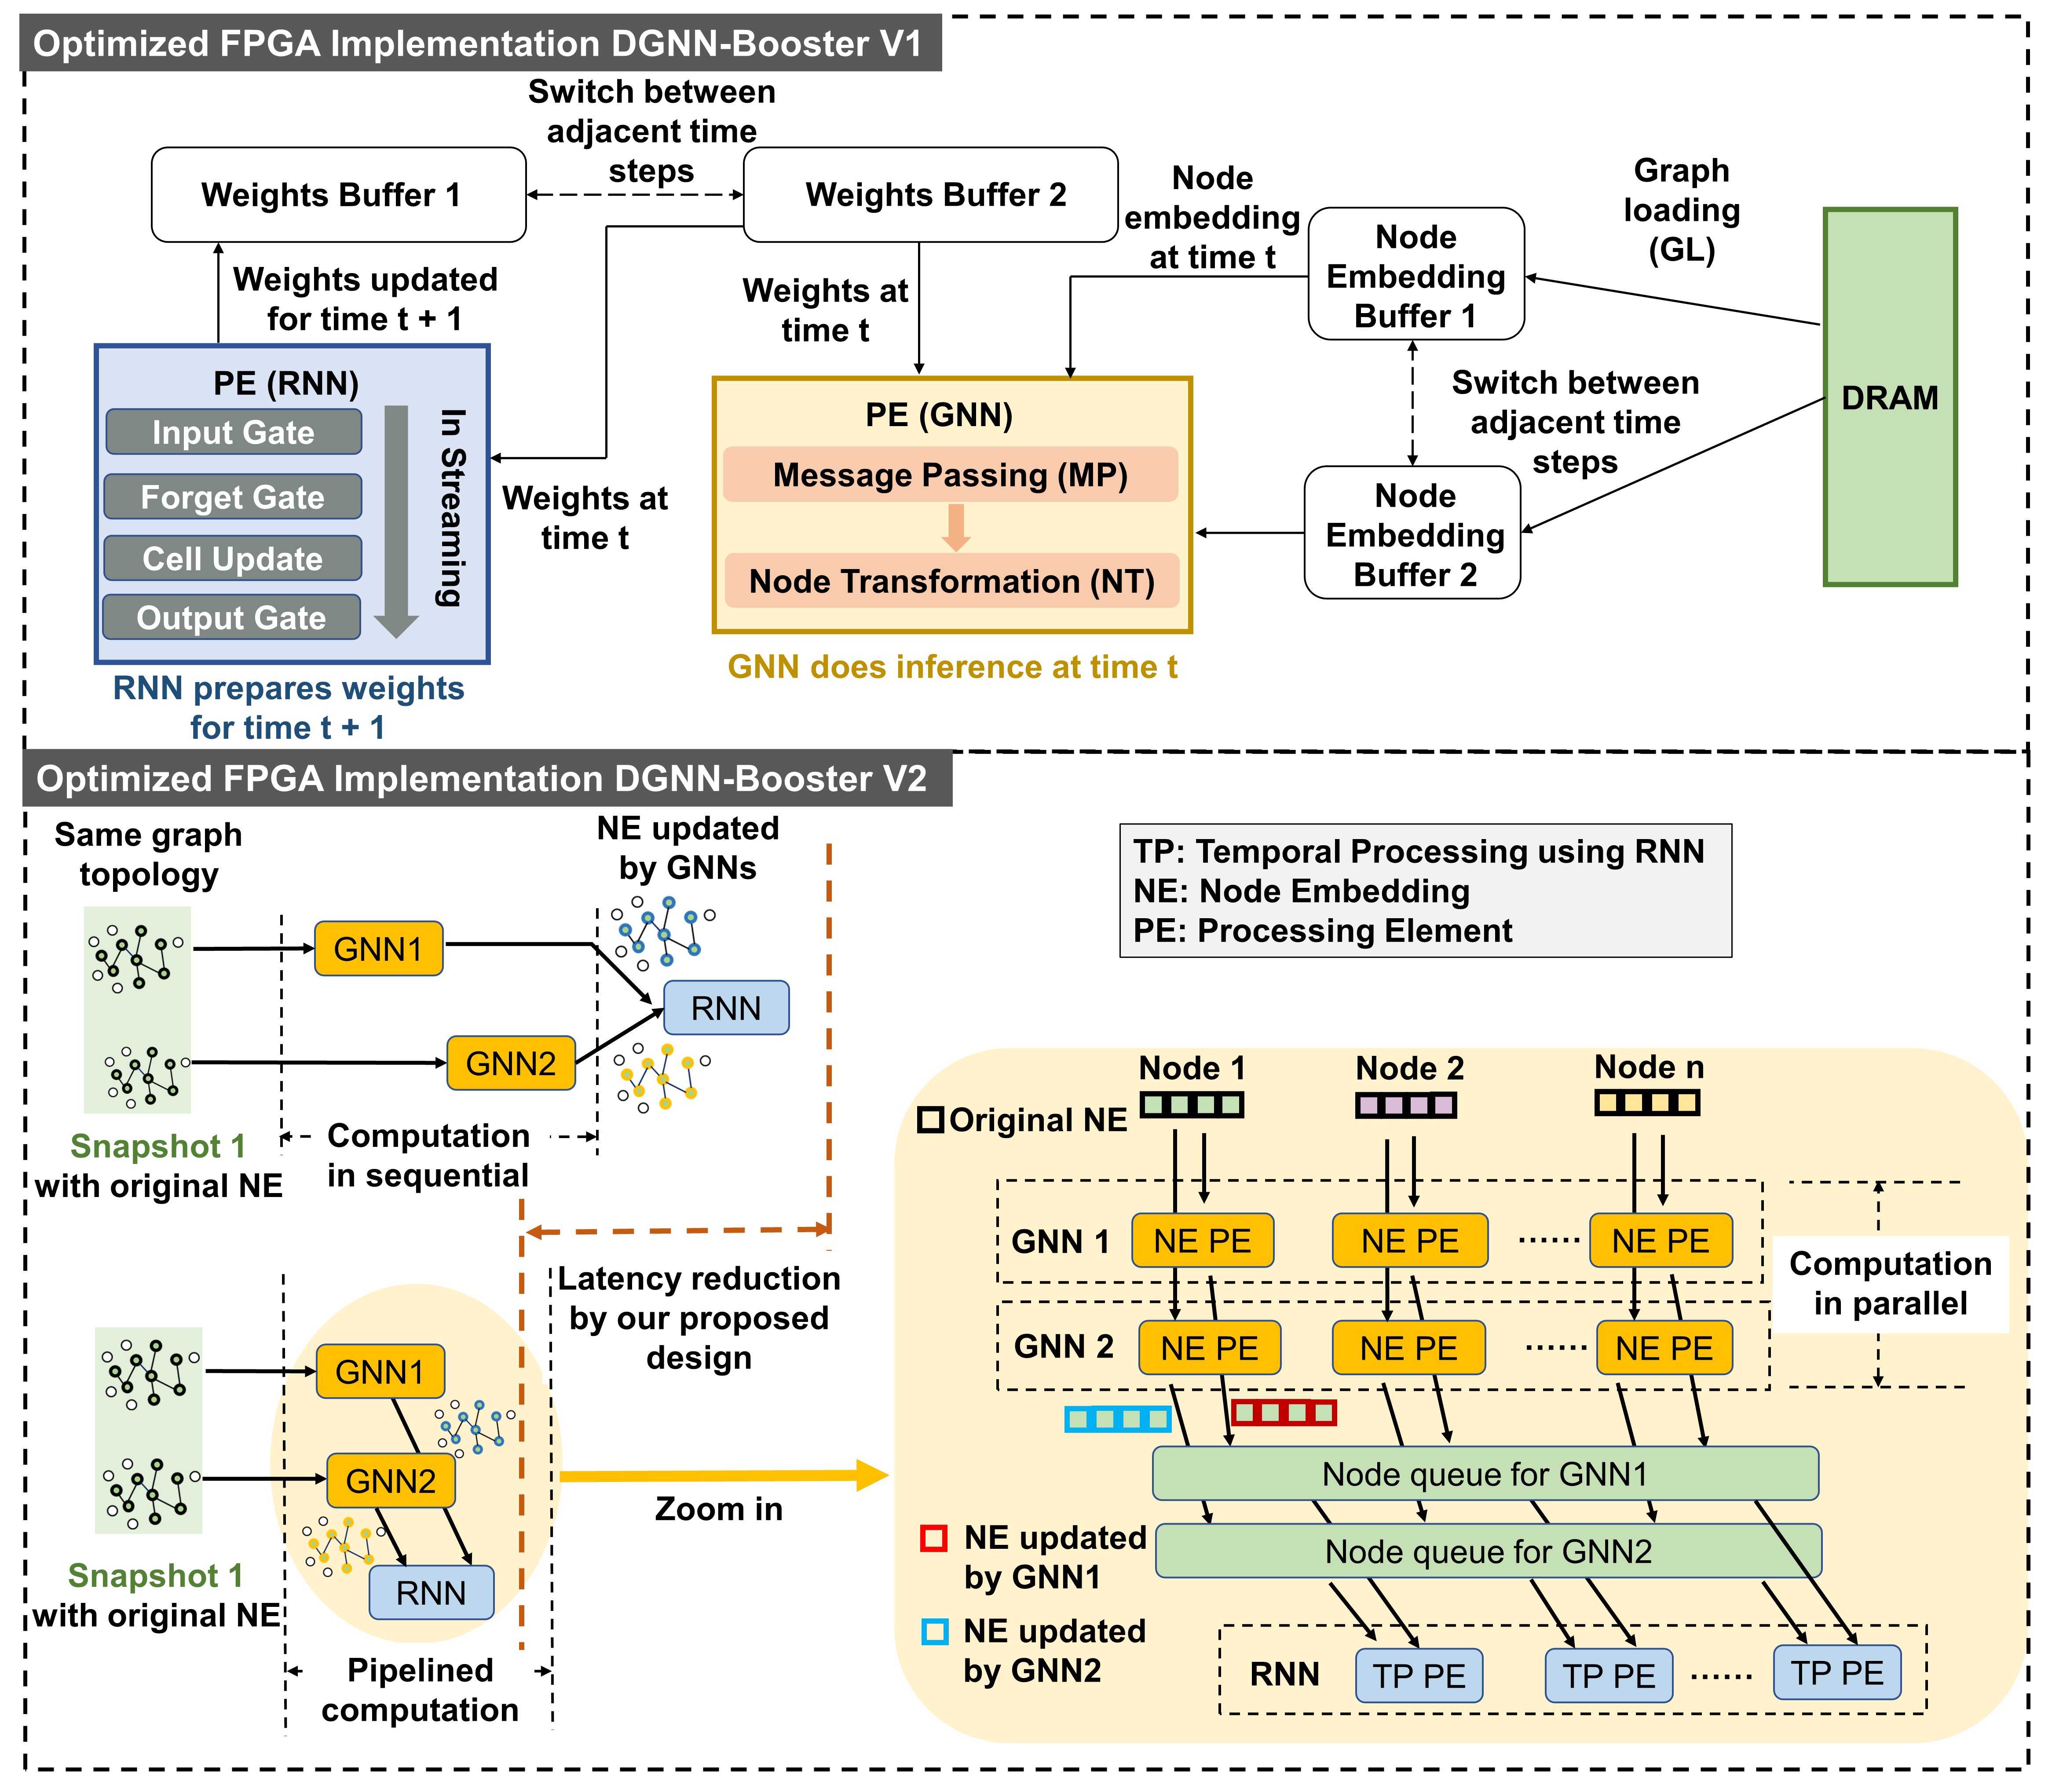 Optimized FPGA Implementation DGNN-Booster V1
Switch between
adjacent time
steps
Weights Buffer 1
Weights Buffer 2
Node
embedding
at time t
Graph
loading
(GL)
Node
Embedding
Buffer 1
DRAM
Weights updated
for time t + 1
Weights at
time t
PE (RNN)
Input Gate
Forget Gate
Cell Update
Output Gate
In Streaming
Weights at
time t
PE (GNN)
Message Passing (MP)
Node Transformation (NT)
Switch between
adjacent time
steps
Node
Embedding
Buffer 2
RNN prepares weights
for time t + 1
GNN does inference at time t
Optimized FPGA Implementation DGNN-Booster V2
Same graph
topology
NE updated
by GNNs
GNN1
RNN
GNN2
Snapshot 1
with original NE
Computation
in sequential
TP: Temporal Processing using RNN
NE: Node Embedding
PE: Processing Element
Latency reduction
by our proposed
design
GNN1
GNN2
RNN
Snapshot 1
with original NE
Pipelined
computation
Zoom in
Node 1
Node 2
Node n
Original NE
GNN 1
NE PE
NE PE
......
NE PE
GNN 2
NE PE
NE PE
......
NE PE
Computation
in parallel
Node queue for GNN1
Node queue for GNN2
NE updated
by GNN1
NE updated
by GNN2
RNN
TP PE
TP PE
......
TP PE